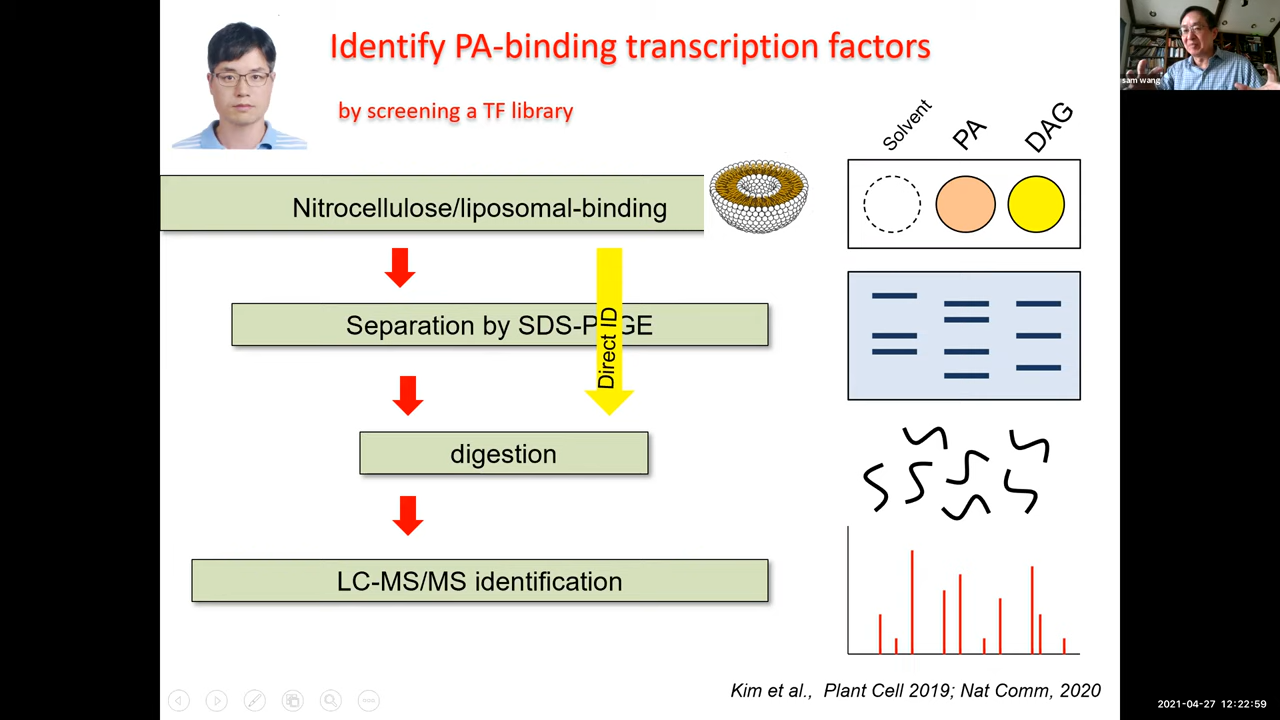 Identify PA-binding transcription factors
by screening a TF library
sam wang
Solvent PA DAG
Nitrocellulose/liposomal-binding
Separation by SDS-P GE
Direct ID
digestion
LC-MS/MS identification
Kim et al., Plant Cell 2019; Nat Comm, 2020
2021-04-27 12:22:59